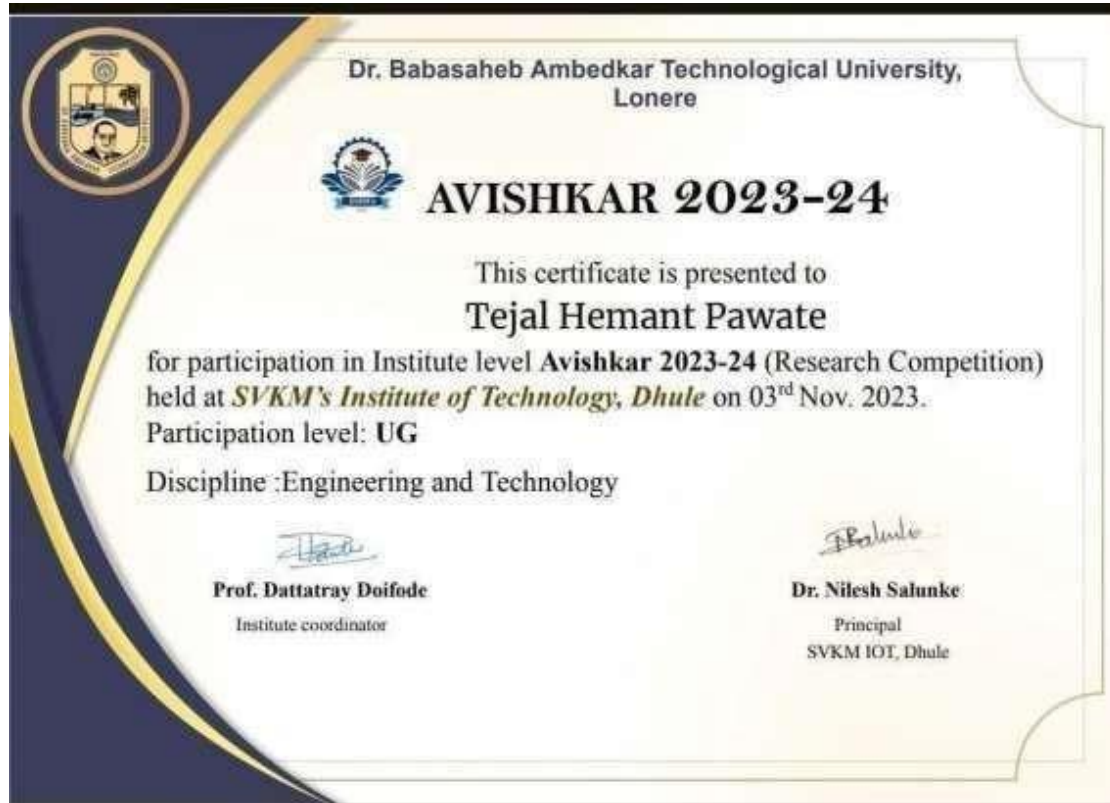 Dr. Babasaheb Ambedkar Technological University,
Lonere
AVISHKAR 2023-24
This certificate is presented to
Tejal Hemant Pawate
for participation in Institute level Avishkar 2023-24 (Research Competition)
held at SVKM's Institute of Technology, Dhule on 03rd Nov. 2023.
Participation level: UG
Discipline :Engineering and Technology
Prof. Dattatray Doifode
Institute coordinator
Dr. Nilesh Salunke
Principal
SVKM IOT, Dhule